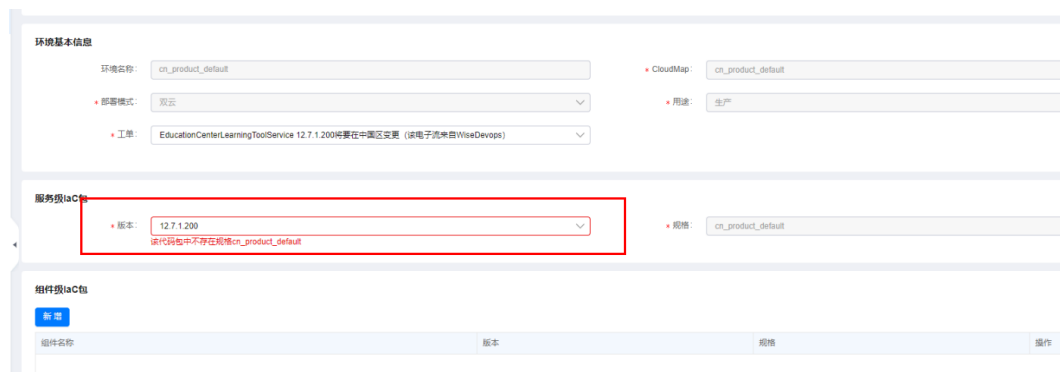 环境基本信息
环境名称: cn_product_default * CloudMap: cn_product_default
* 部署模式: 双云 * 用途: 生产
* 工单: EducationCenterLearningToolService 12.7.1.200将要在中国区变更 (该电子流来自WiseDevops)
服务级IaC包
* 版本: 12.7.1.200 * 规格: cn_product_default
该代码包中不存在规格cn_product_default
组件级IaC包
新增
组件名称 版本 规格 操作